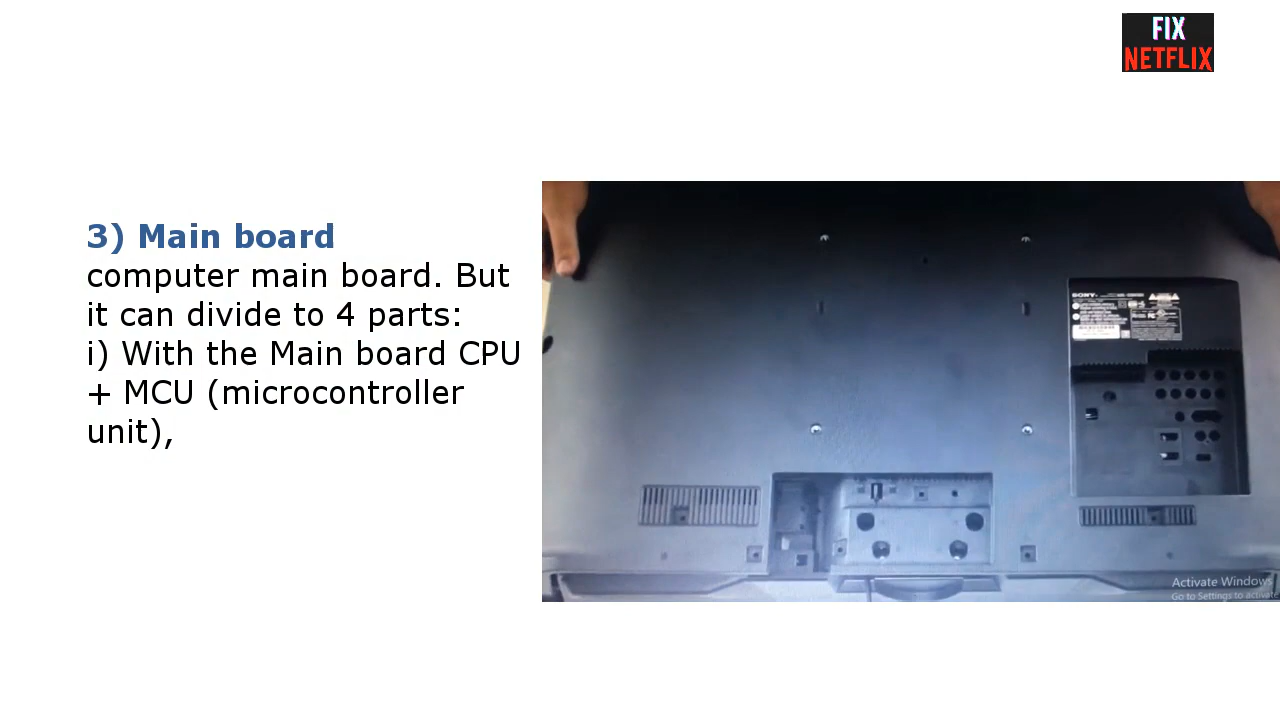 FIX
NETFLIX
3) Main board
computer main board. But
it can divide to 4 parts:
i) With the Main board CPU
+ MCU (microcontroller
unit),
SONY
Activate Windows
Go to Settings to activate